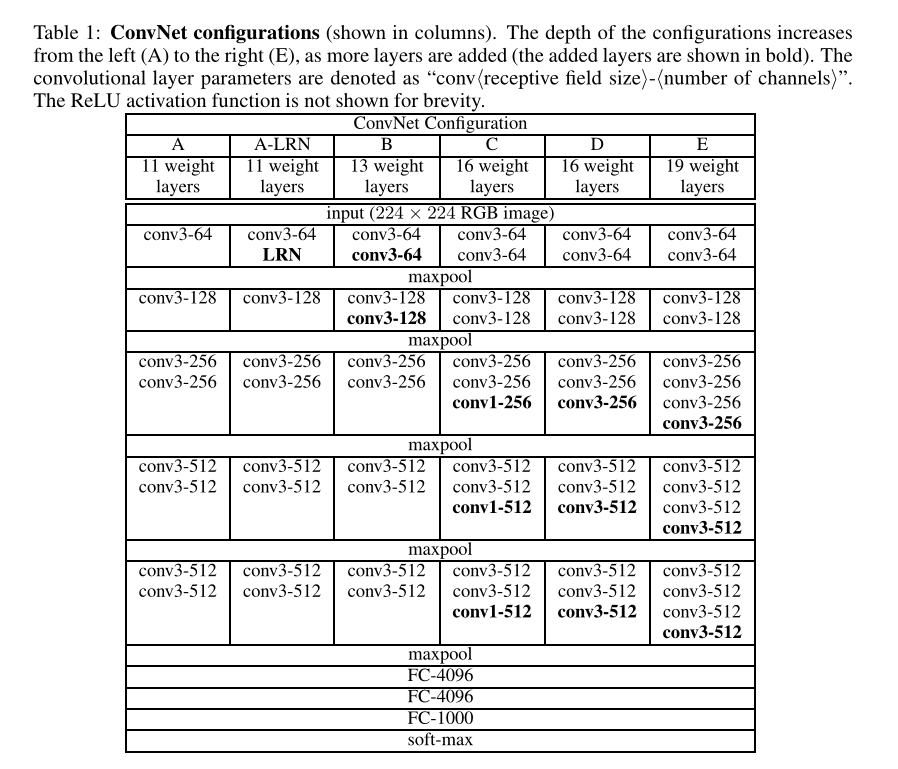 Table 1: ConvNet configurations (shown in columns). The depth of the configurations increases
from the left (A) to the right (E), as more layers are added (the added layers are shown in bold). The
convolutional layer parameters are denoted as “conv⟨receptive field size⟩-⟨number of channels⟩”.
The ReLU activation function is not shown for brevity.
ConvNet Configuration
A A-LRN B C D E
11 weight 11 weight 13 weight 16 weight 16 weight 19 weight
layers layers layers layers layers layers
input (224 × 224 RGB image)
conv3-64 conv3-64 conv3-64 conv3-64 conv3-64 conv3-64
LRN conv3-64 conv3-64 conv3-64 conv3-64
maxpool
conv3-128 conv3-128 conv3-128 conv3-128 conv3-128 conv3-128
conv3-128 conv3-128 conv3-128 conv3-128
maxpool
conv3-256 conv3-256 conv3-256 conv3-256 conv3-256 conv3-256
conv3-256 conv3-256 conv3-256 conv3-256 conv3-256 conv3-256
conv1-256 conv3-256 conv3-256
conv3-256
maxpool
conv3-512 conv3-512 conv3-512 conv3-512 conv3-512 conv3-512
conv3-512 conv3-512 conv3-512 conv3-512 conv3-512 conv3-512
conv1-512 conv3-512 conv3-512
conv3-512
maxpool
conv3-512 conv3-512 conv3-512 conv3-512 conv3-512 conv3-512
conv3-512 conv3-512 conv3-512 conv3-512 conv3-512 conv3-512
conv1-512 conv3-512 conv3-512
conv3-512
maxpool
FC-4096
FC-4096
FC-1000
soft-max